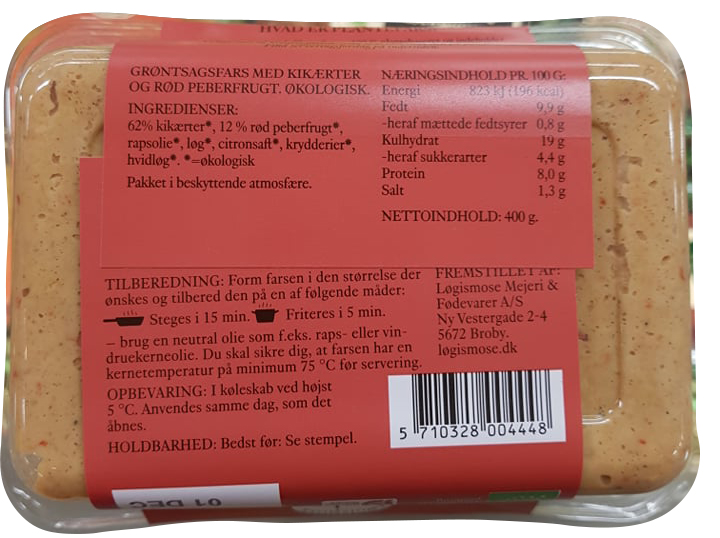 GRØNTSAGSFARS MED KIKÆRTER
OG RØD PEBERFRUGT. ØKOLOGISK.
INGREDIENSER:
62% kikærter*, 12 % rød peberfrugt*,
rapsolie*, løg*, citronsaft*, krydderier*,
hvidløg*. *=økologisk
Pakket i beskyttende atmosfære.
NÆRINGSINDHOLD PR. 100 G:
Energi 823 kJ (196 kcal)
Fedt 9,9 g
-heraf mættede fedtsyrer 0,8 g
Kulhydrat 19 g
-heraf sukkerarter 4,4 g
Protein 8,0 g
Salt 1,3 g
NETTOINDHOLD: 400 g.
TILBEREDNING: Form farsen i den størrelse der
ønskes og tilbered den på en af følgende måder:
Steges i 15 min. Friteres i 5 min.
– brug en neutral olie som f.eks. raps- eller vin-
druekerneolie. Du skal sikre dig, at farsen har en
kernetemperatur på minimum 75 °C før servering.
OPBEVARING: I køleskab ved højst
5 °C. Anvendes samme dag, som det
åbnes.
HOLDBARHED: Bedst før: Se stempel.
FREMSTILLET AF:
Løgismose Mejeri &
Fødevarer A/S
Ny Vestergade 2-4
5672 Broby.
løgismose.dk
5 710328 004448
01 DEC